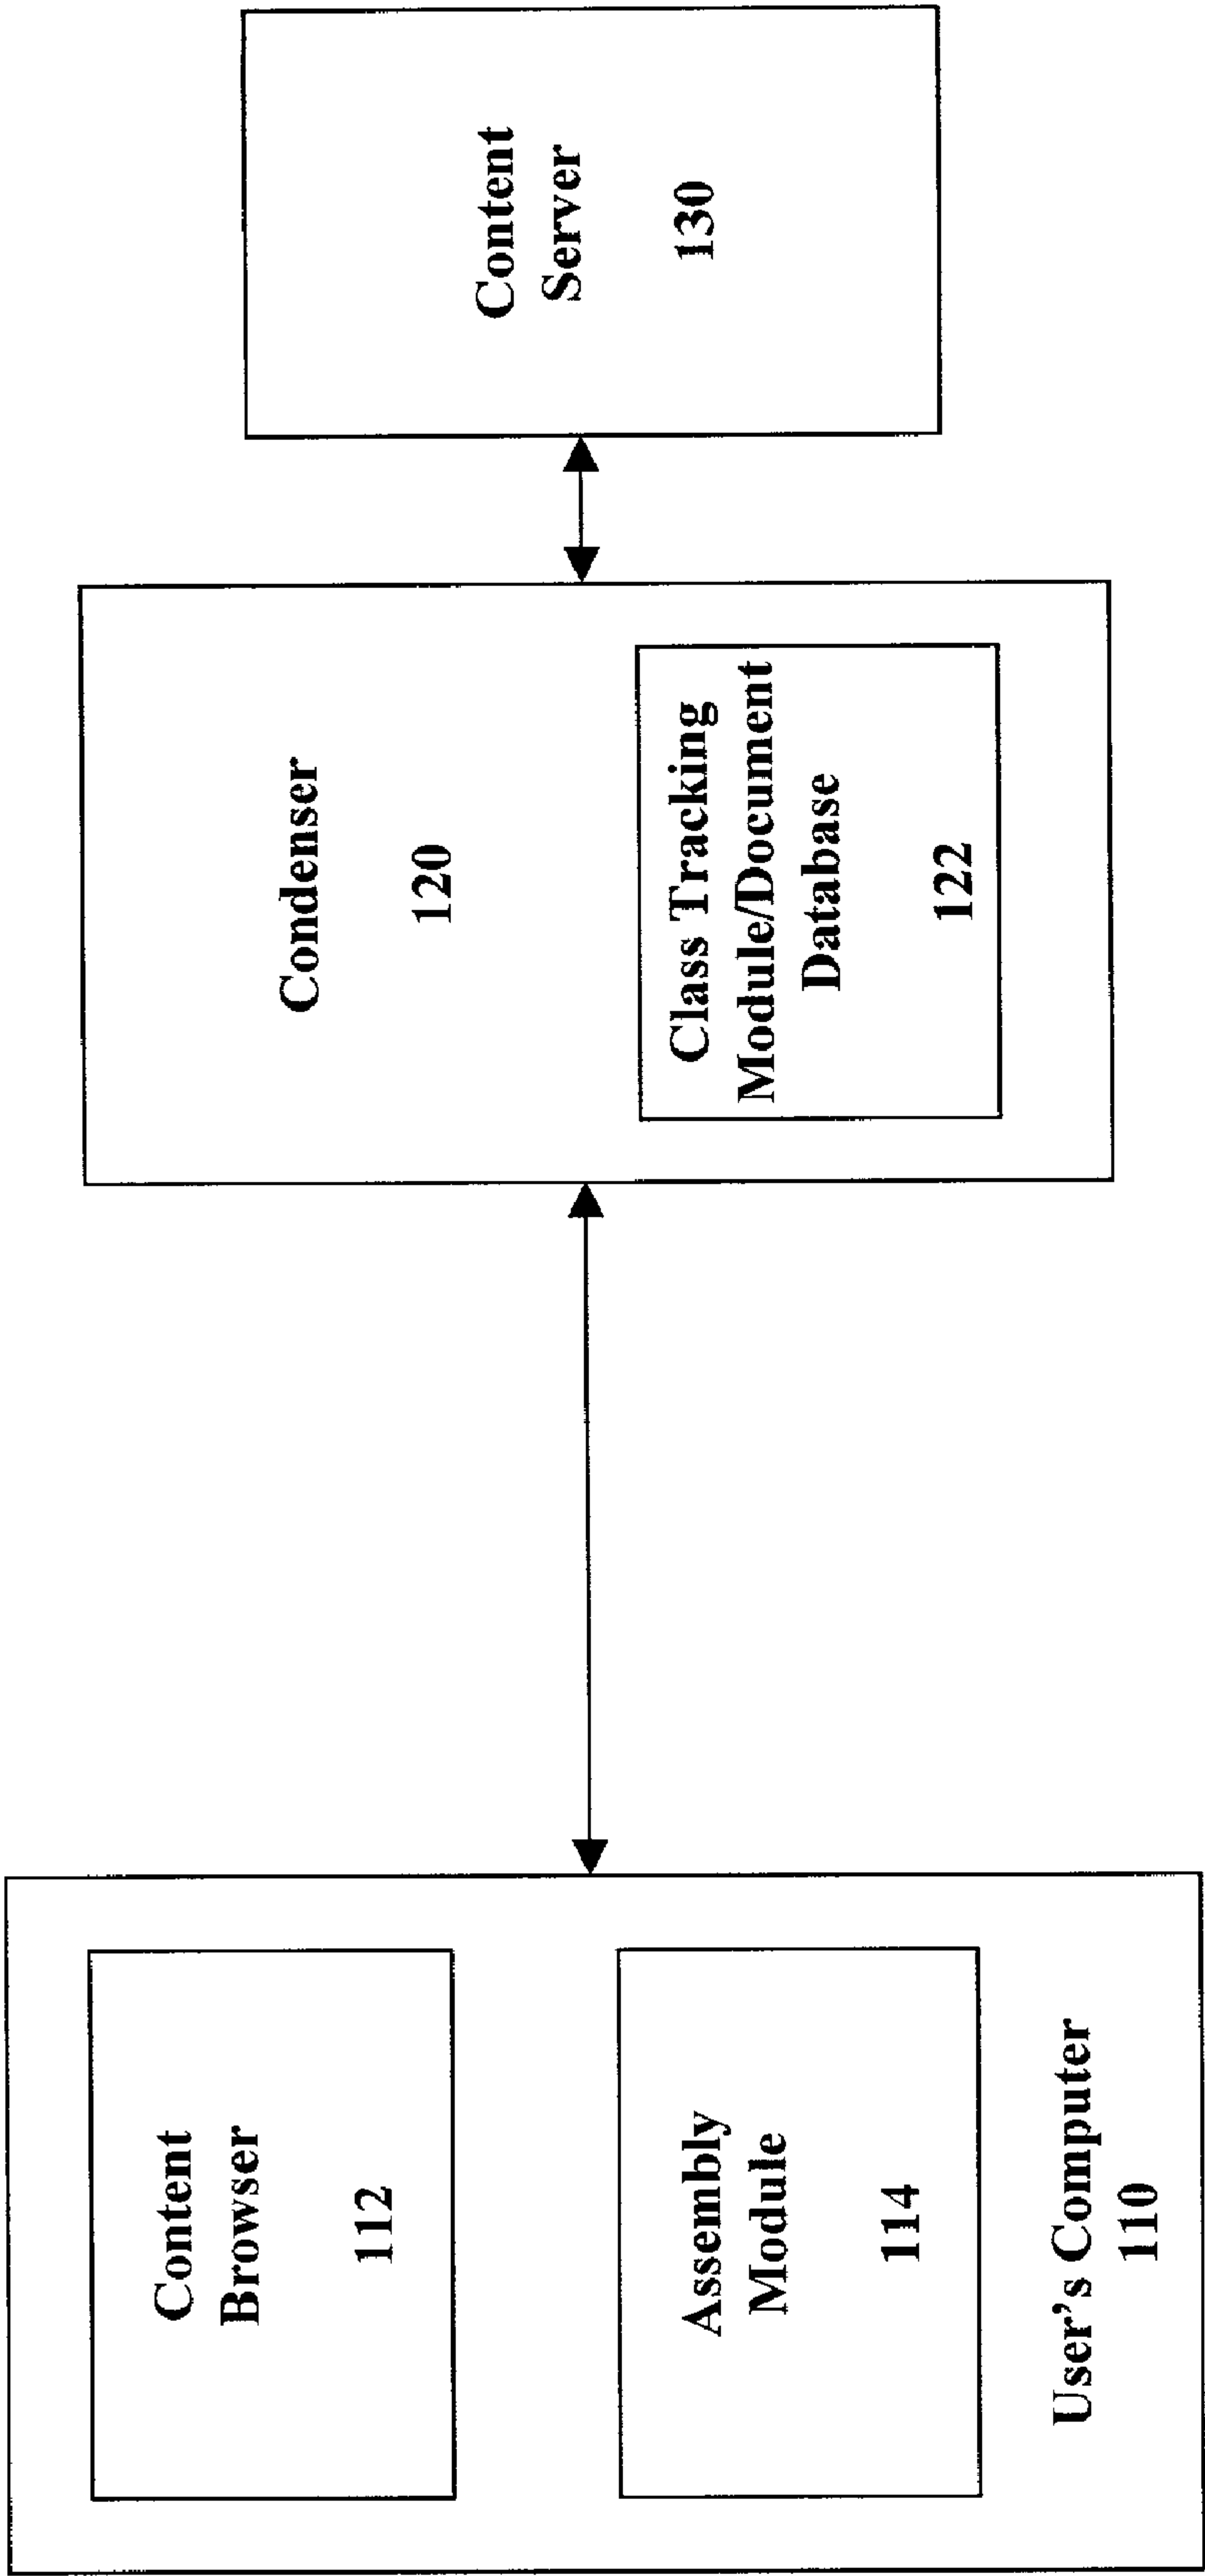 Content
Browser
112
Assembly
Module
114
User's Computer
110
Condenser
120
Class Tracking
Module/Document
Database
122
Content
Server
130